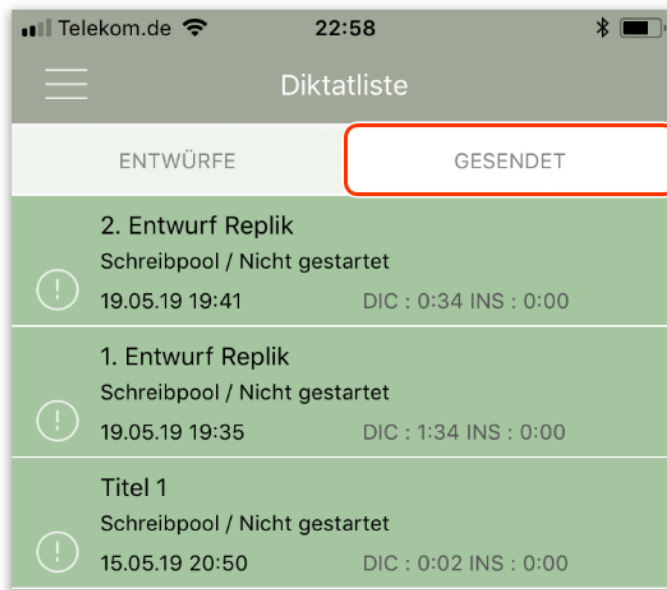 Telekom.de 22:58
Diktatliste
ENTWÜRFE GESENDET
2. Entwurf Replik
Schreibpool / Nicht gestartet
19.05.19 19:41 DIC : 0:34 INS : 0:00
1. Entwurf Replik
Schreibpool / Nicht gestartet
19.05.19 19:35 DIC : 1:34 INS : 0:00
Titel 1
Schreibpool / Nicht gestartet
15.05.19 20:50 DIC : 0:02 INS : 0:00